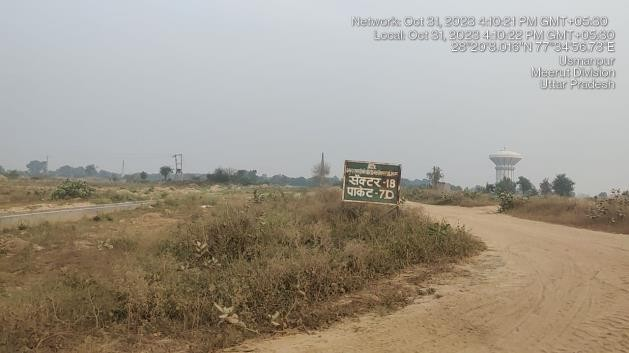 Network: Oct 31, 2023 4:10:21 PM GMT+05:30
Local: Oct 31, 2023 4:10:22 PM GMT+05:30
28°20'8.016"N 77°34'56.73"E
Usmanpur
Meerut Division
Uttar Pradesh
सेक्टर-18
पाकेट-7D